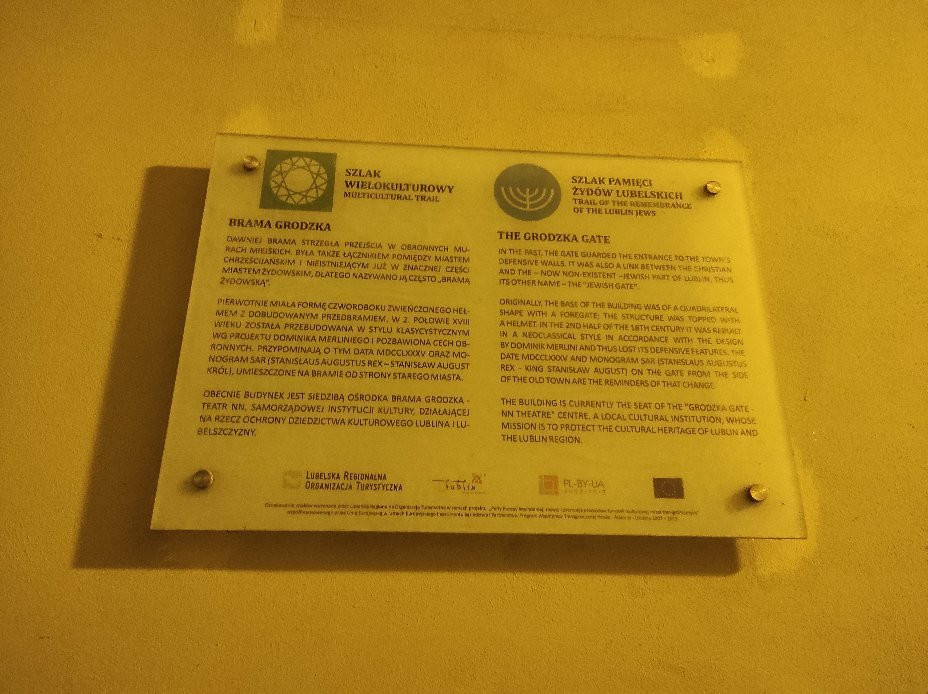 SZLAK
WIELOKULTUROWY
MULTICULTURAL TRAIL
BRAMA GRODZKA
DAWNIEJ BRAMA STRZEGŁA PRZEJŚCIA W OBRONNYCH MU-
RACH MIEJSKICH. BYŁA TAKŻE ŁĄCZNIKIEM POMIĘDZY MIASTEM
CHRZEŚCIJAŃSKIM I NIEISTNIEJĄCYM JUŻ W ZNACZNEJ CZĘŚCI
MIASTEM ŻYDOWSKIM, DLATEGO NAZYWANO JĄ CZĘSTO „BRAMĄ
ŻYDOWSKĄ".
PIERWOTNIE MIAŁA FORMĘ CZWOROBOKU ZWIEŃCZONEGO HEŁ-
MEM Z DOBUDOWANYM PRZEDBRAMIEM. W 2. POŁOWIE XVIII
WIEKU ZOSTAŁA PRZEBUDOWANA W STYLU KLASYCYSTYCZNYM
WG PROJEKTU DOMINIKA MERLINIEGO I POZBAWIONA CECH OB-
RONNYCH. PRZYPOMINAJĄ O TYM DATA MDCCLXXXV ORAZ MO-
NOGRAM SAR (STANISLAUS AUGUSTUS REX – STANISŁAW AUGUST
KRÓL), UMIESZCZONE NA BRAMIE OD STRONY STAREGO MIASTA.
OBECNIE BUDYNEK JEST SIEDZIBĄ OŚRODKA BRAMA GRODZKA -
TEATR NN, SAMORZĄDOWEJ INSTYTUCJI KULTURY, DZIAŁAJĄCEJ
NA RZECZ OCHRONY DZIEDZICTWA KULTUROWEGO LUBLINA I LU-
BELSZCZYZNY.
SZLAK PAMIĘCI
ŻYDÓW LUBELSKICH
TRAIL OF THE REMEMBRANCE
OF THE LUBLIN JEWS
THE GRODZKA GATE
IN THE PAST, THE GATE GUARDED THE ENTRANCE TO THE TOWN'S
DEFENSIVE WALLS. IT WAS ALSO A LINK BETWEEN THE CHRISTIAN
AND THE – NOW NON-EXISTENT –JEWISH PART OF LUBLIN, THUS
ITS OTHER NAME – THE "JEWISH GATE".
ORIGINALLY, THE BASE OF THE BUILDING WAS OF A QUADRILATERAL
SHAPE WITH A FOREGATE; THE STRUCTURE WAS TOPPED WITH
A HELMET. IN THE 2ND HALF OF THE 18TH CENTURY IT WAS REBUILT
IN A NEOCLASSICAL STYLE IN ACCORDANCE WITH THE DESIGN
BY DOMINIK MERLINI AND THUS LOST ITS DEFENSIVE FEATURES. THE
DATE MDCCLXXXV AND MONOGRAM SAR (STANISLAUS AUGUSTUS
REX - KING STANISŁAW AUGUST) ON THE GATE FROM THE SIDE
OF THE OLD TOWN ARE THE REMINDERS OF THAT CHANGE.
THE BUILDING IS CURRENTLY THE SEAT OF THE "GRODZKA GATE -
NN THEATRE" CENTRE, A LOCAL CULTURAL INSTITUTION, WHOSE
MISSION IS TO PROTECT THE CULTURAL HERITAGE OF LUBLIN AND
THE LUBLIN REGION.
LUBELSKA REGIONALNA
ORGANIZACJA TURYSTYCZNA
Lublin
PL-BY-UA